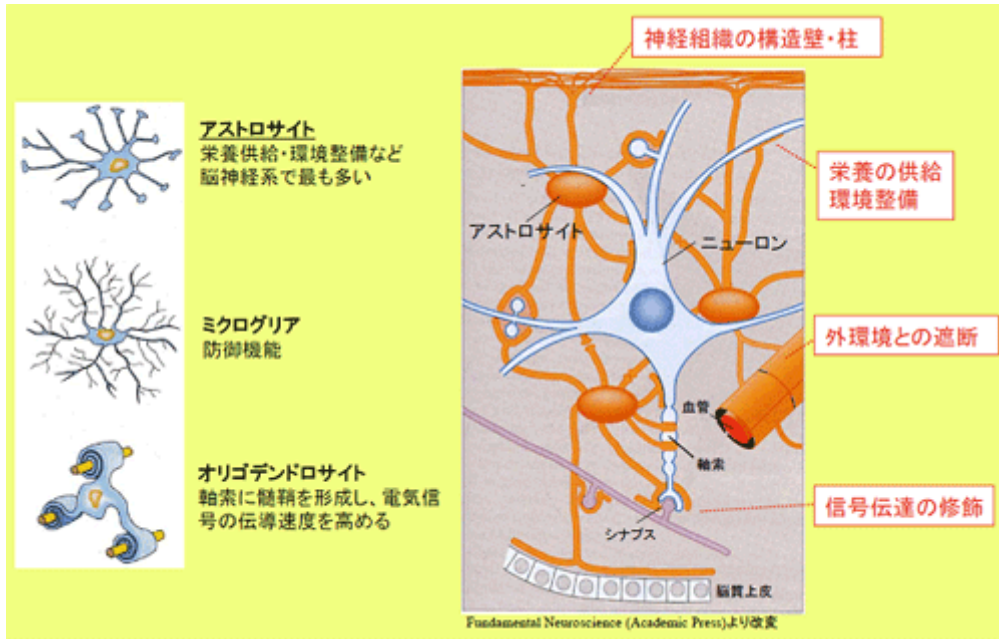 神経組織の構造壁・柱
アストロサイト
栄養供給・環境整備など
脳神経系で最も多い
栄養の供給
環境整備
アストロサイト
ニューロン
ミクログリア
防御機能
外環境との遮断
血管
軸索
オリゴデンドロサイト
軸索に髄鞘を形成し、電気信
号の伝導速度を高める
信号伝達の修飾
シナプス
脳質上皮
Fundamental Neuroscience (Academic Press)より改変